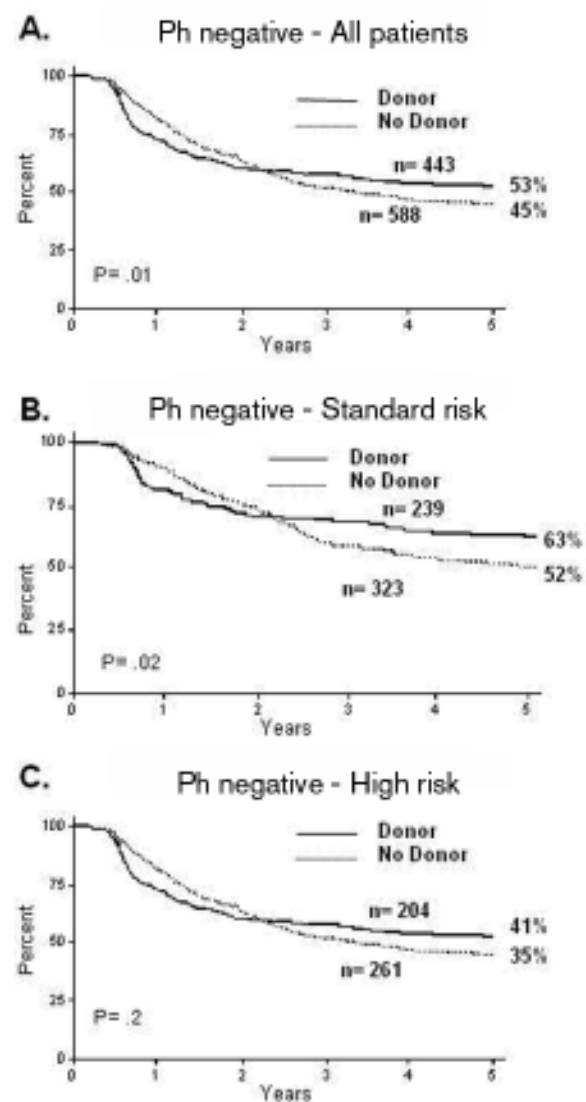 A. Ph negative - All patients
100
75
50
25
0
Percent
Donor
No Donor
n= 443
n= 588
53%
45%
P= .01
0 1 2 3 4 5
Years
B. Ph negative - Standard risk
100
75
50
25
0
Percent
Donor
No Donor
n= 239
n= 323
63%
52%
P= .02
0 1 2 3 4 5
Years
C. Ph negative - High risk
100
75
50
25
0
Percent
Donor
No Donor
n= 204
n= 261
41%
35%
P= .2
0 1 2 3 4 5
Years